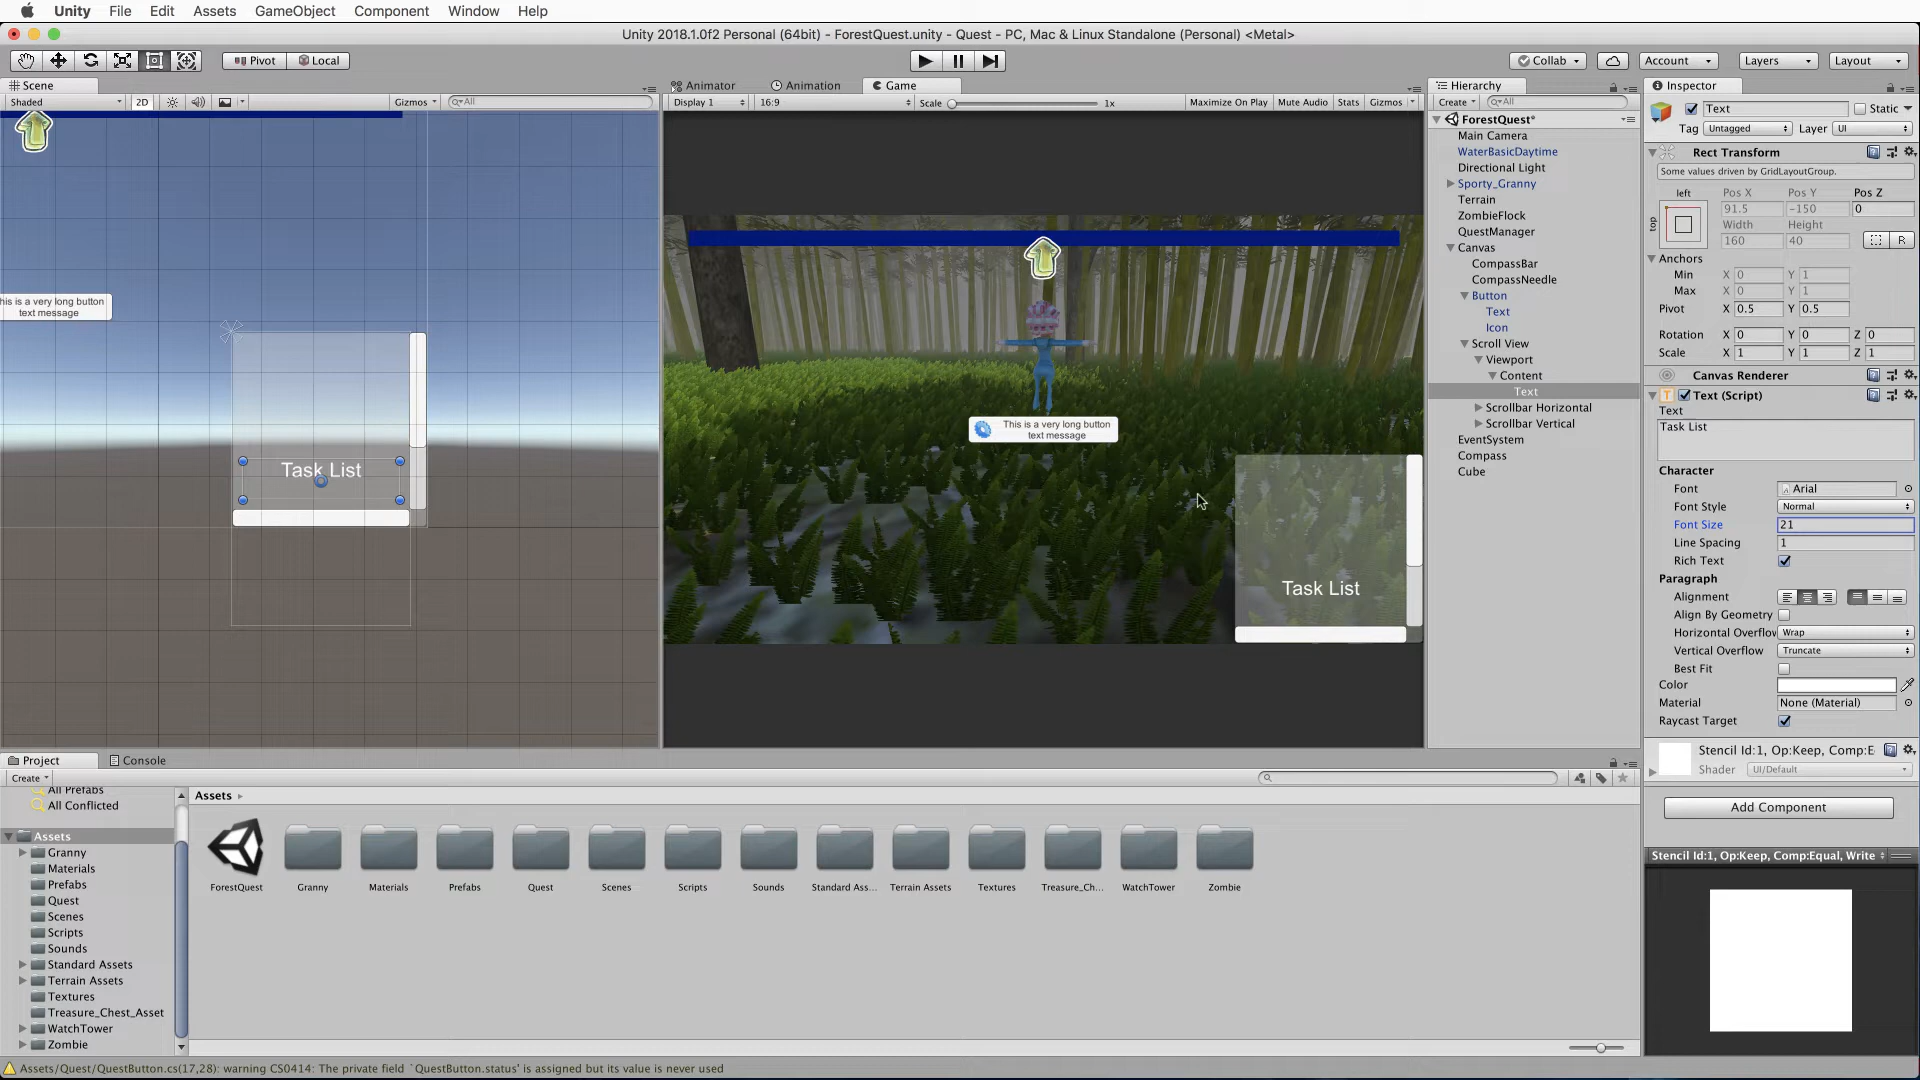 Unity File Edit Assets GameObject Component Window Help
Unity 2018.1.0f2 Personal (64bit) - ForestQuest.unity - Quest - PC, Mac & Linux Standalone (Personal) <Metal>
Pivot Local
Collab Account Layers Layout
Scene
Shaded 2D Gizmos All
his is a very long button
text message
Task List
Animator Animation Game
Display 1 16:9 Scale 1x Maximize On Play Mute Audio Stats Gizmos
This is a very long button
text message
Task List
Hierarchy
Create All
ForestQuest*
Main Camera
WaterBasicDaytime
Directional Light
Sporty_Granny
Terrain
ZombieFlock
QuestManager
Canvas
CompassBar
CompassNeedle
Button
Text
Icon
Scroll View
Viewport
Content
Text
Scrollbar Horizontal
Scrollbar Vertical
EventSystem
Compass
Cube
Inspector
Text Static
Tag Untagged Layer UI
Rect Transform
Some values driven by GridLayoutGroup.
left Pos X Pos Y Pos Z
top 91.5 -150 0
Width Height
160 40 R
Anchors
Min X 0 Y 1
Max X 0 Y 1
Pivot X 0.5 Y 0.5
Rotation X 0 Y 0 Z 0
Scale X 1 Y 1 Z 1
Canvas Renderer
Text (Script)
Text
Task List
Character
Font Arial
Font Style Normal
Font Size 21
Line Spacing 1
Rich Text
Paragraph
Alignment
Align By Geometry
Horizontal Overflow Wrap
Vertical Overflow Truncate
Best Fit
Color
Material None (Material)
Raycast Target
Stencil Id:1, Op:Keep, Comp:E
Shader UI/Default
Add Component
Stencil Id:1, Op:Keep, Comp:Equal, Write
Project Console
Create
All Prefabs
All Conflicted
Assets
Granny
Materials
Prefabs
Quest
Scenes
Scripts
Sounds
Standard Assets
Terrain Assets
Textures
Treasure_Chest_Asset
WatchTower
Zombie
Assets
ForestQuest Granny Materials Prefabs Quest Scenes Scripts Sounds Standard Ass... Terrain Assets Textures Treasure_Ch... WatchTower Zombie
Assets/Quest/QuestButton.cs(17,28): warning CS0414: The private field `QuestButton.status' is assigned but its value is never used